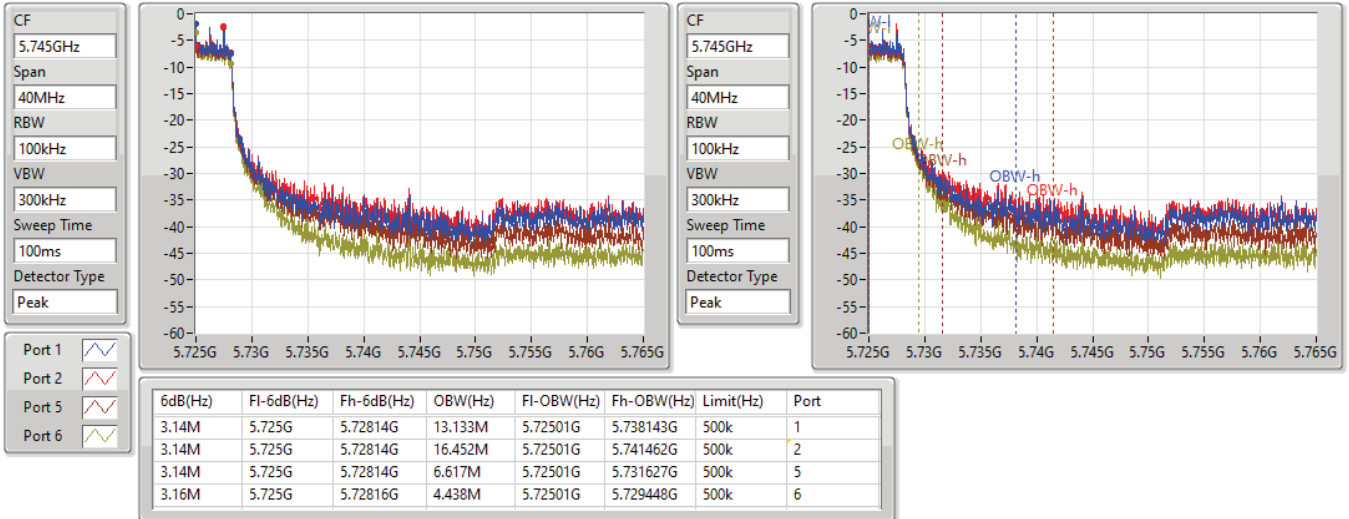 CF
5.745GHz
Span
40MHz
RBW
100kHz
VBW
300kHz
Sweep Time
100ms
Detector Type
Peak
0-
-5-
-10-
-15-
-20-
-25-
-30-
-35-
-40-
-45-
-50-
-55-
-60-
5.725G 5.73G 5.735G 5.74G 5.745G 5.75G 5.755G 5.76G 5.765G
CF
5.745GHz
Span
40MHz
RBW
100kHz
VBW
300kHz
Sweep Time
100ms
Detector Type
Peak
0-
-5-
-10-
-15-
-20-
-25-
-30-
-35-
-40-
-45-
-50-
-55-
-60-
W-l
OBW-h
BW-h
OBW-h
OBW-h
5.725G 5.73G 5.735G 5.74G 5.745G 5.75G 5.755G 5.76G 5.765G
Port 1
Port 2
Port 5
Port 6
6dB(Hz) Fl-6dB(Hz) Fh-6dB(Hz) OBW(Hz) Fl-OBW(Hz) Fh-OBW(Hz) Limit(Hz) Port
3.14M 5.725G 5.72814G 13.133M 5.72501G 5.738143G 500k 1
3.14M 5.725G 5.72814G 16.452M 5.72501G 5.741462G 500k 2
3.14M 5.725G 5.72814G 6.617M 5.72501G 5.731627G 500k 5
3.16M 5.725G 5.72816G 4.438M 5.72501G 5.729448G 500k 6